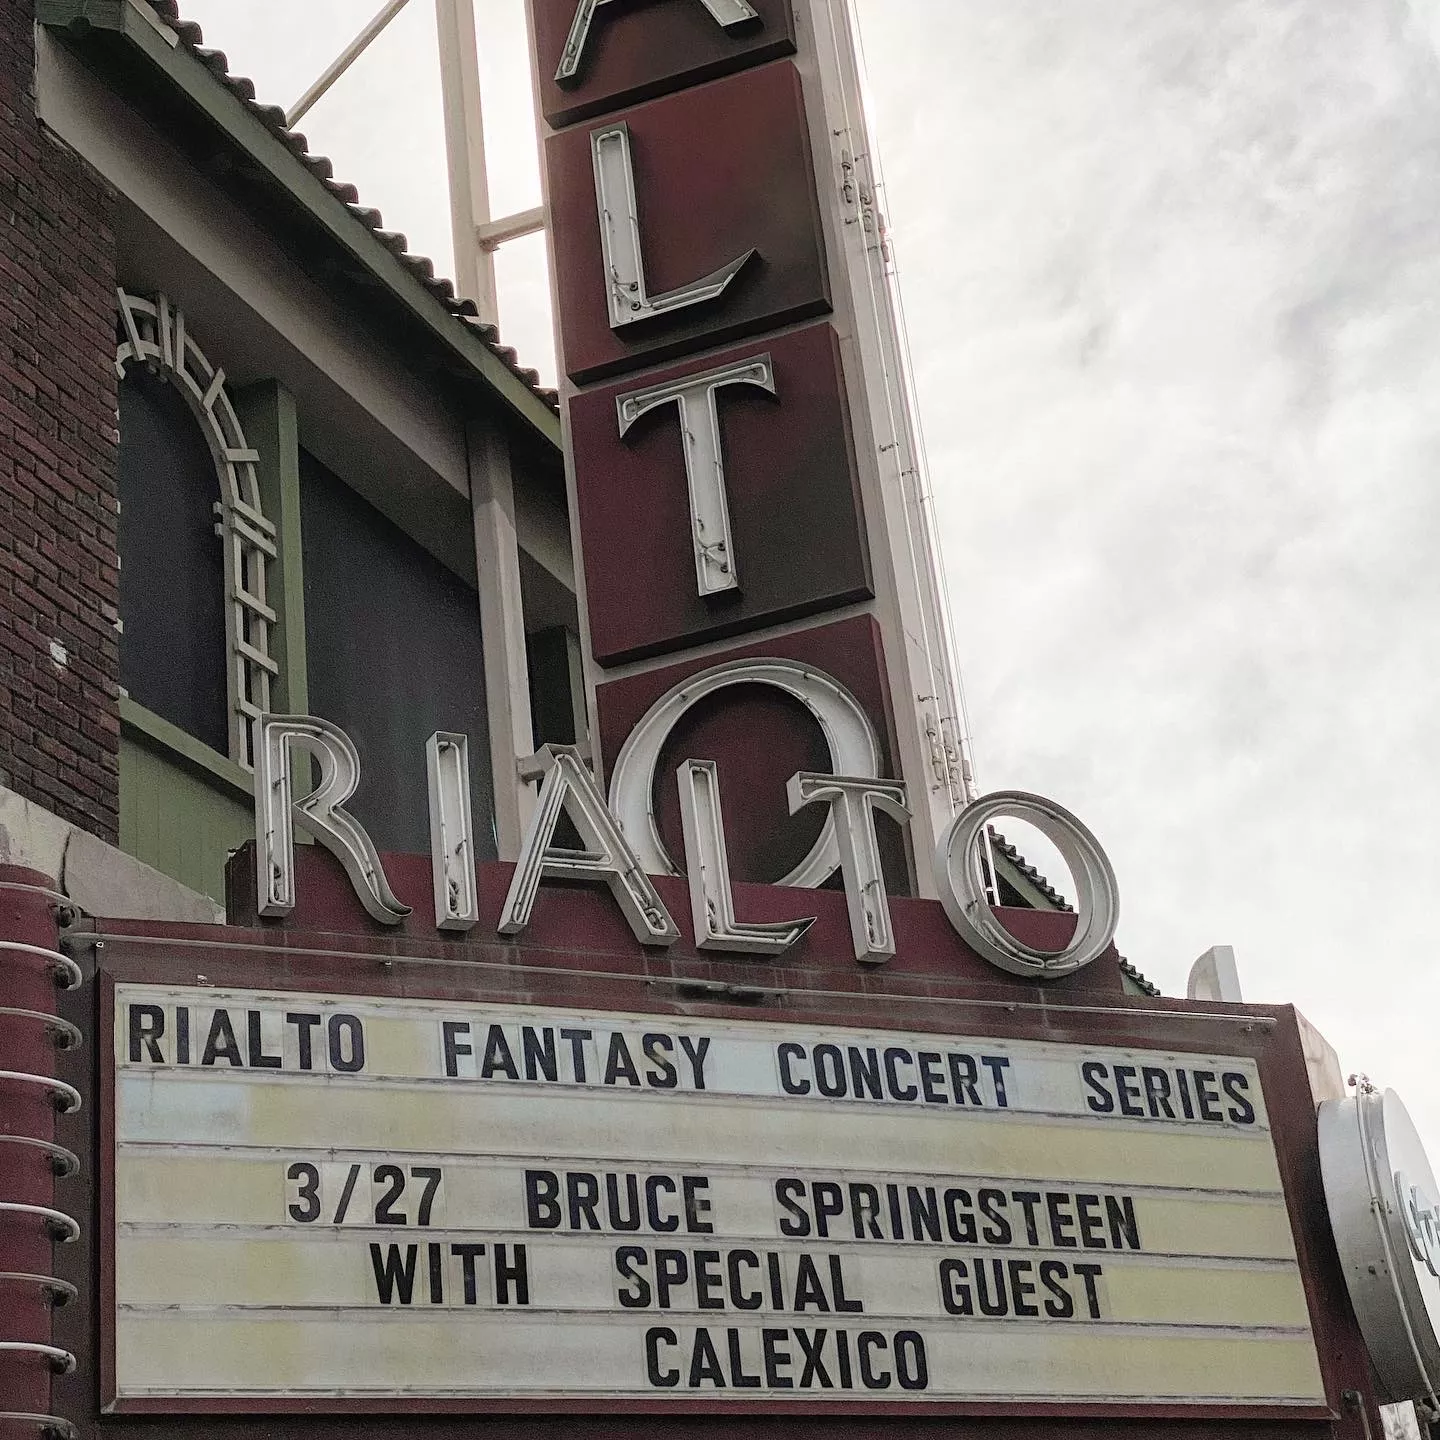 ALTO
RIALTO
RIALTO FANTASY CONCERT SERIES
3/27 BRUCE SPRINGSTEEN
WITH SPECIAL GUEST
CALEXICO